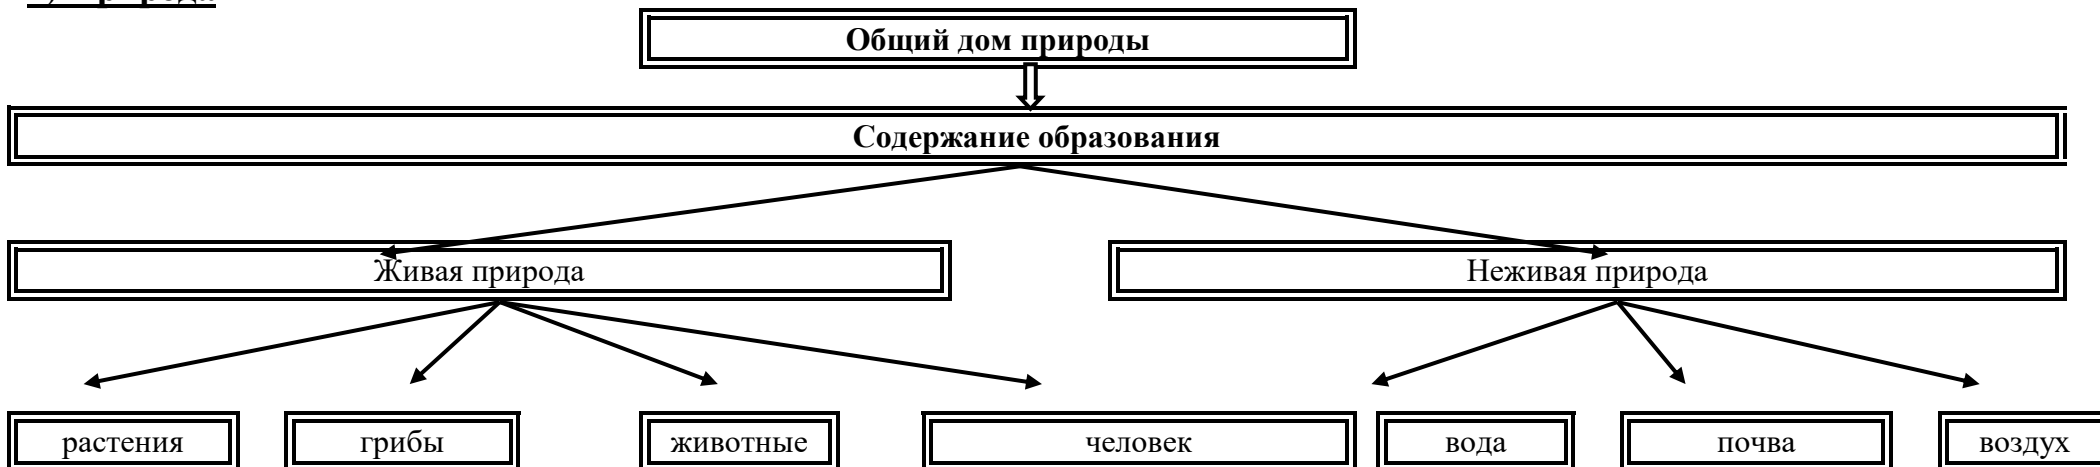 Общий дом природы
Содержание образования
Живая природа
Неживая природа
растения
грибы
животные
человек
вода
почва
воздух